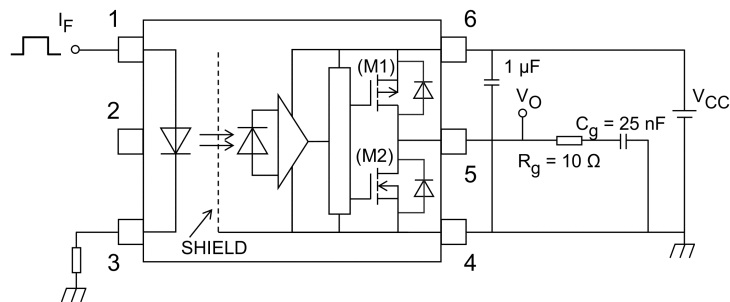 1
6
I_F
(M1)
1 μF
V_O
V_CC
2
C_g = 25 nF
(M2)
5
R_g = 10 Ω
SHIELD
3
4